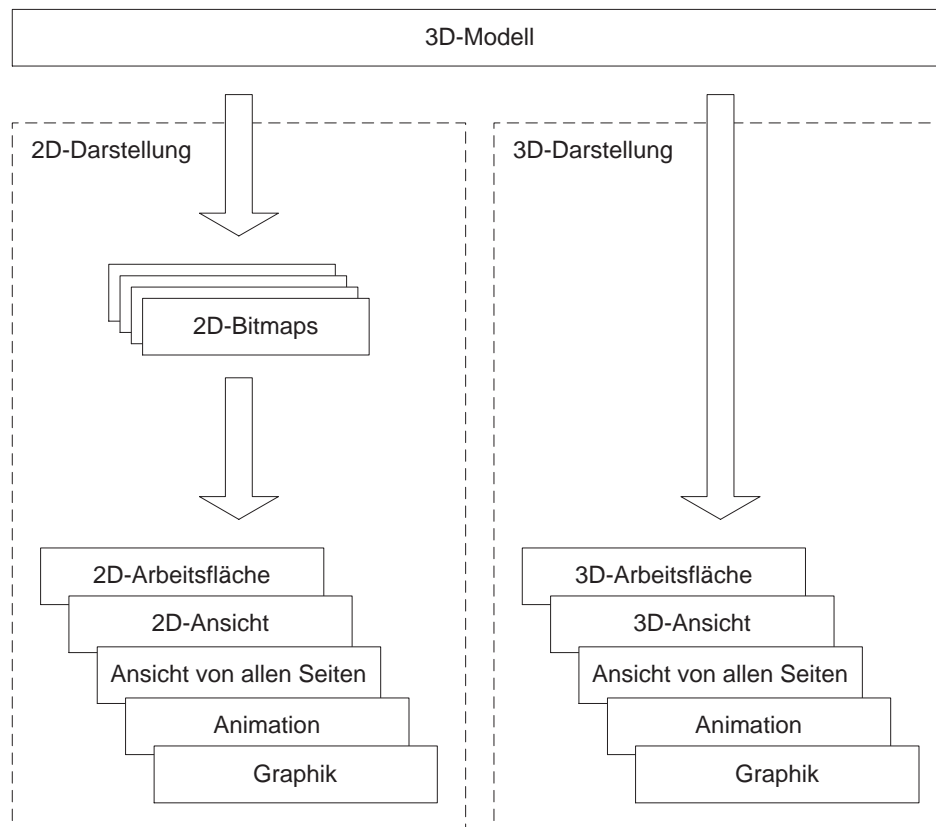 3D-Modell
2D-Darstellung
2D-Bitmaps
2D-Arbeitsfläche
2D-Ansicht
Ansicht von allen Seiten
Animation
Graphik
3D-Darstellung
3D-Arbeitsfläche
3D-Ansicht
Ansicht von allen Seiten
Animation
Graphik